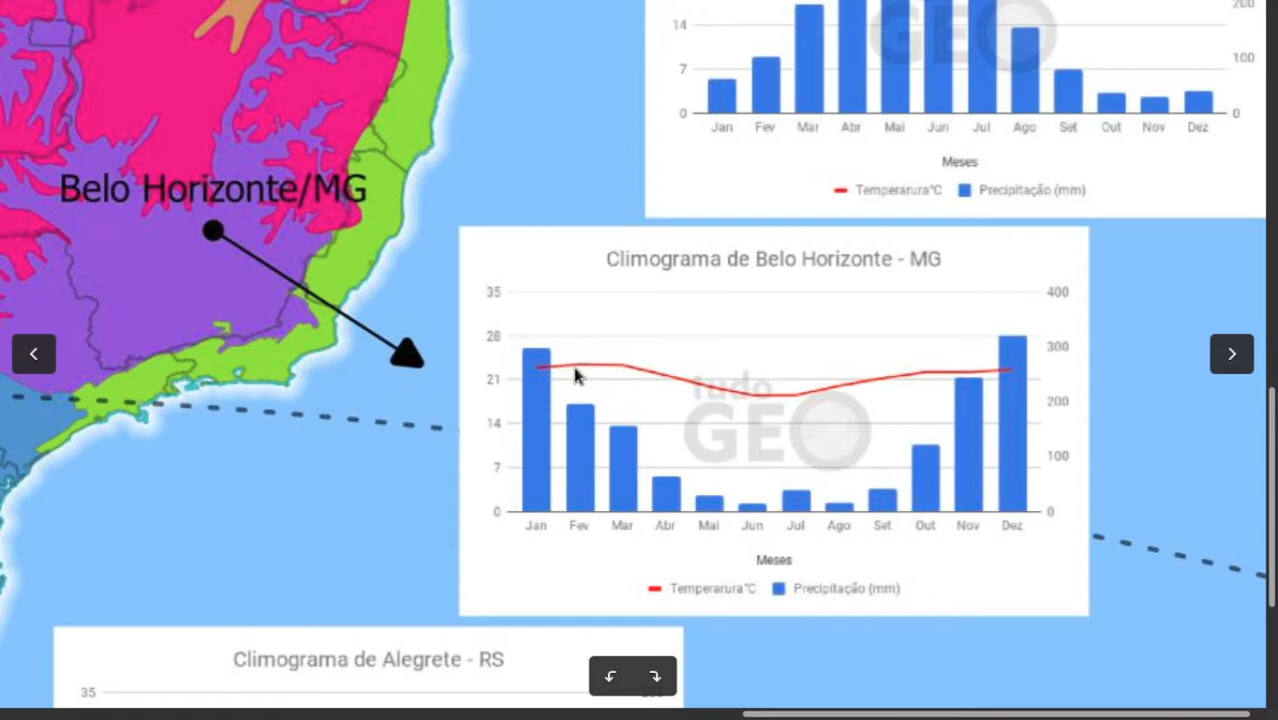 14
7
0
200
100
0
GEO
Jan Fev Mar Abr Mai Jun Jul Ago Set Out Nov Dez
Meses
Temperarura°C Precipitação (mm)
Belo Horizonte/MG
Climograma de Belo Horizonte - MG
35
28
21
14
7
0
400
300
200
100
0
tudo
GEO
Jan Fev Mar Abr Mai Jun Jul Ago Set Out Nov Dez
Meses
Temperarura°C Precipitação (mm)
Climograma de Alegrete - RS
35